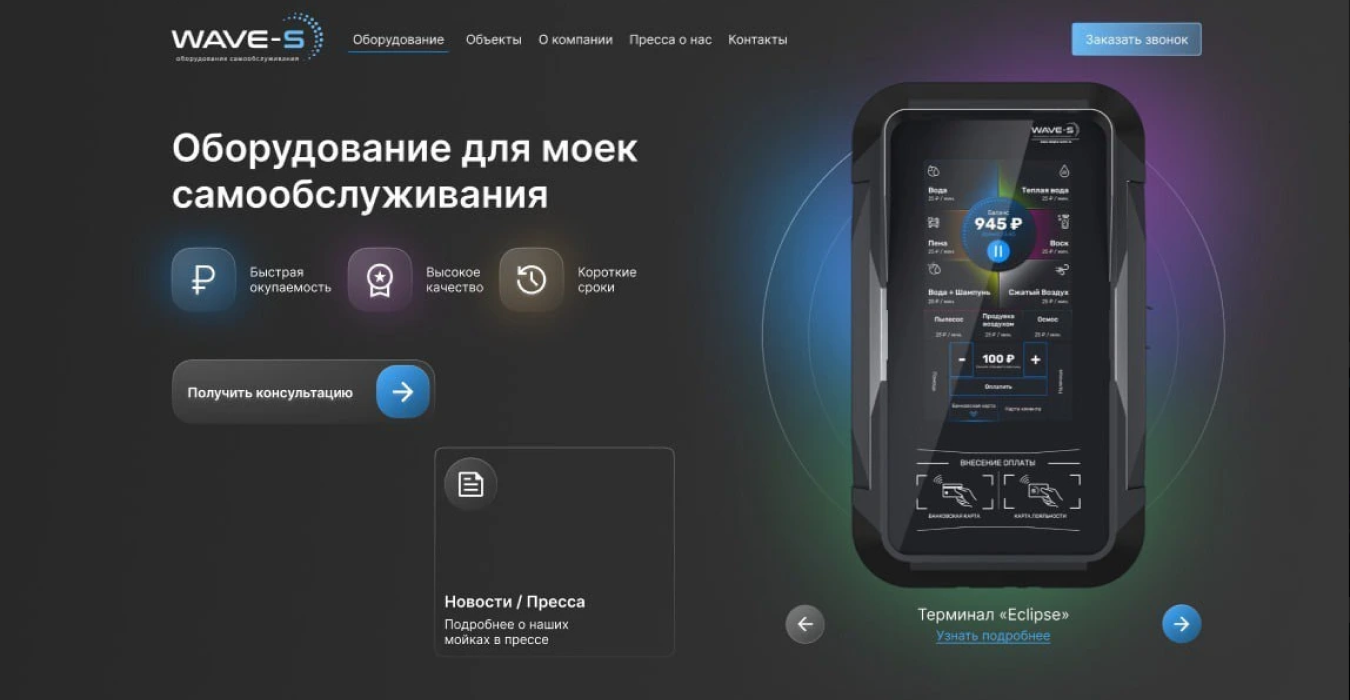 WAVE-S
оборудование самообслуживания
Оборудование
Объекты
О компании
Пресса о нас
Контакты
Заказать звонок
Оборудование для моек
самообслуживания
Быстрая
окупаемость
Высокое
качество
Короткие
сроки
Получить консультацию
Новости / Пресса
Подробнее о наших
мойках в прессе
WAVE-S
Вода
Теплая вода
Баланс
945 ₽
Пена
Воск
Вода + Шампунь
Сжатый Воздух
Пылесос
Продувка
воздухом
Осмос
-
100 ₽
+
Оплатить
Банковская карта
Карта клиента
ВНЕСЕНИЕ ОПЛАТЫ
БАНКОВСКАЯ КАРТА
КАРТА ЛОЯЛЬНОСТИ
Терминал «Eclipse»
Узнать подробнее